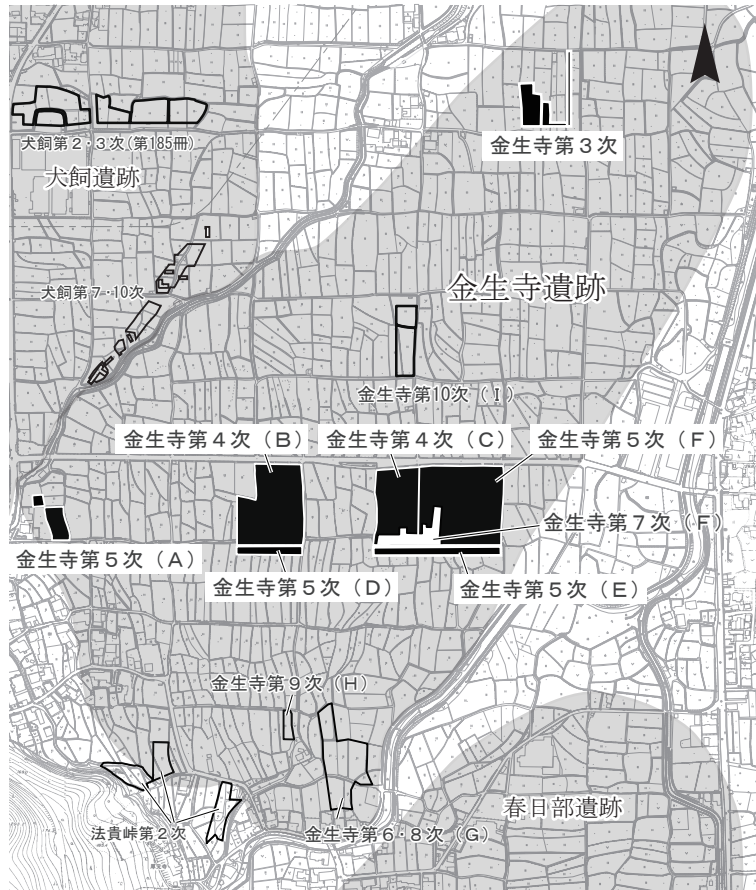 金生寺第３次
犬飼第２･３次(第185冊)
犬飼遺跡
犬飼第７･10次
金生寺遺跡
金生寺第10次（Ｉ）
金生寺第４次（Ｂ）
金生寺第４次（Ｃ）
金生寺第５次（Ｆ）
金生寺第７次（Ｆ）
金生寺第５次（Ａ）
金生寺第５次（Ｄ）
金生寺第５次（Ｅ）
金生寺第９次（Ｈ）
春日部遺跡
法貴峠第２次
金生寺第６･８次（Ｇ）